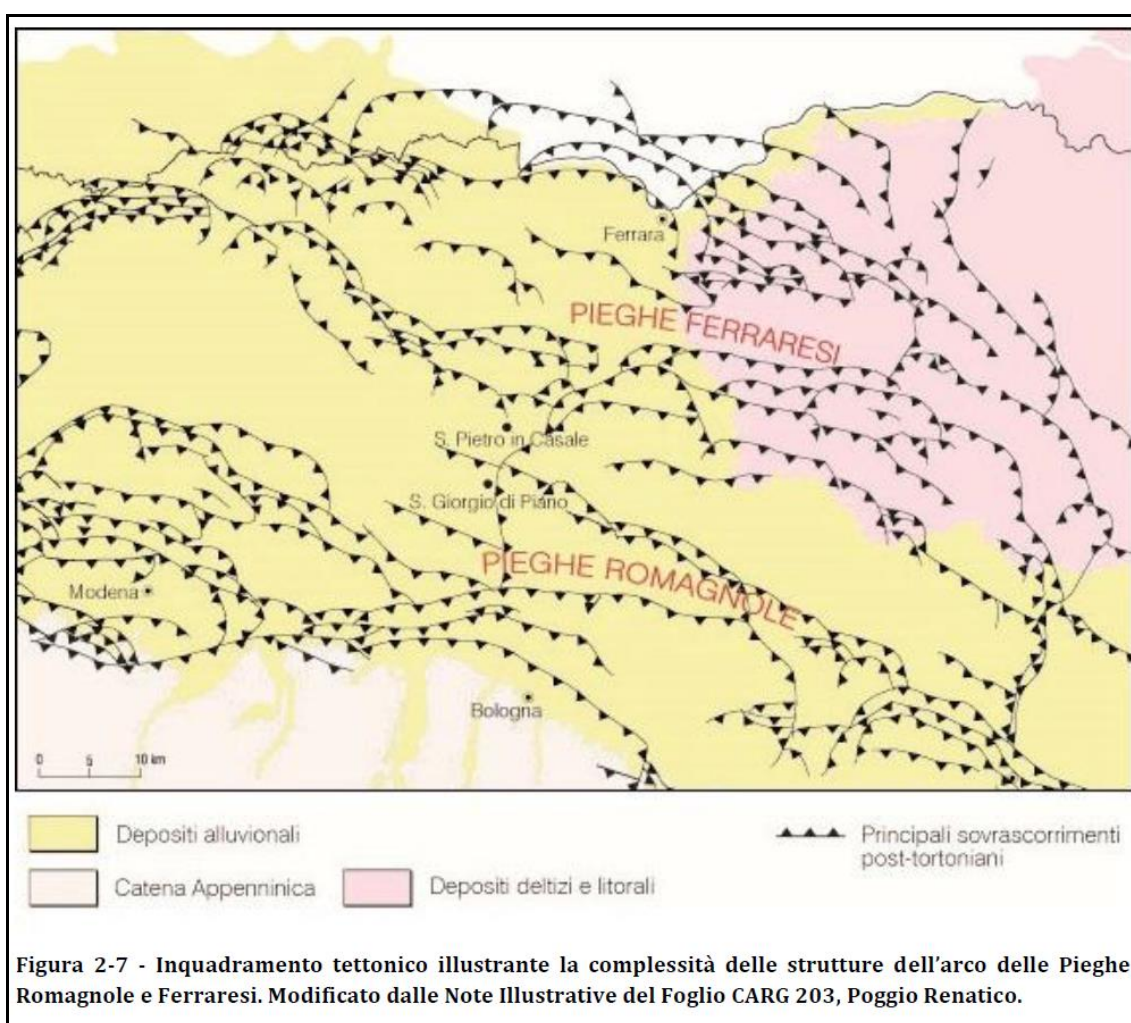 Ferrara
PIEGHE FERRARESI
S. Pietro in Casale
S. Giorgio di Piano
PIEGHE ROMAGNOLE
Modena
Bologna
0 5 10 km
Depositi alluvionali
Principali sovrascorrimenti
post-tortoniani
Catena Appenninica
Depositi deltizi e litorali
Figura 2-7 - Inquadramento tettonico illustrante la complessità delle strutture dell'arco delle Pieghe
Romagnole e Ferraresi. Modificato dalle Note Illustrative del Foglio CARG 203, Poggio Renatico.